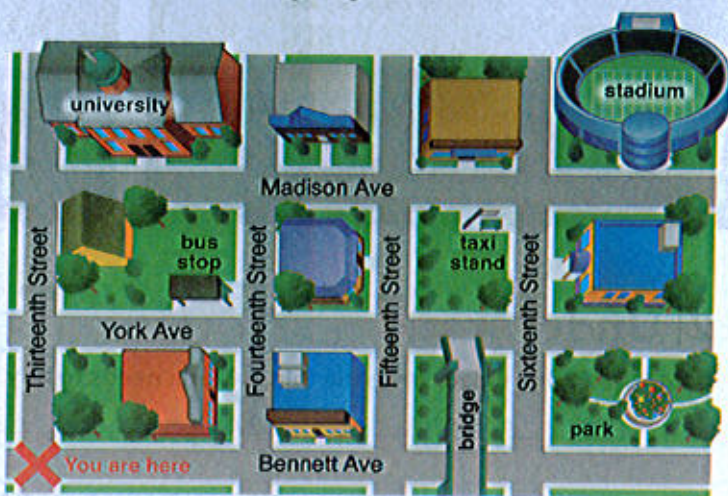 university
stadium
Madison Ave
Thirteenth Street
bus
stop
Fourteenth Street
Fifteenth Street
taxi
stand
Sixteenth Street
York Ave
bridge
park
You are here
Bennett Ave